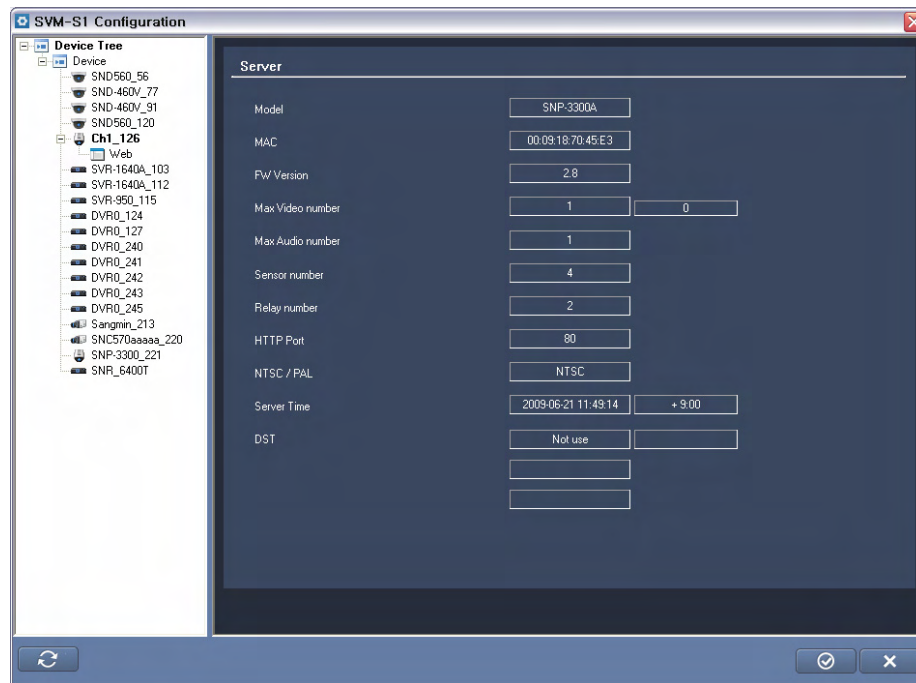 SVM-S1 Configuration
Device Tree
Device
SND560_56
SND-460V_77
SND-460V_91
SND560_120
Ch1_126
Web
SVR-1640A_103
SVR-1640A_112
SVR-950_115
DVR0_124
DVR0_127
DVR0_240
DVR0_241
DVR0_242
DVR0_243
DVR0_245
Sangmin_213
SNC570aaaaa_220
SNP-3300_221
SNR_6400T
Server
Model SNP-3300A
MAC 00:09:18:70:45:E3
FW Version 2.8
Max Video number 1 0
Max Audio number 1
Sensor number 4
Relay number 2
HTTP Port 80
NTSC / PAL NTSC
Server Time 2009-06-21 11:49:14 + 9:00
DST Not use